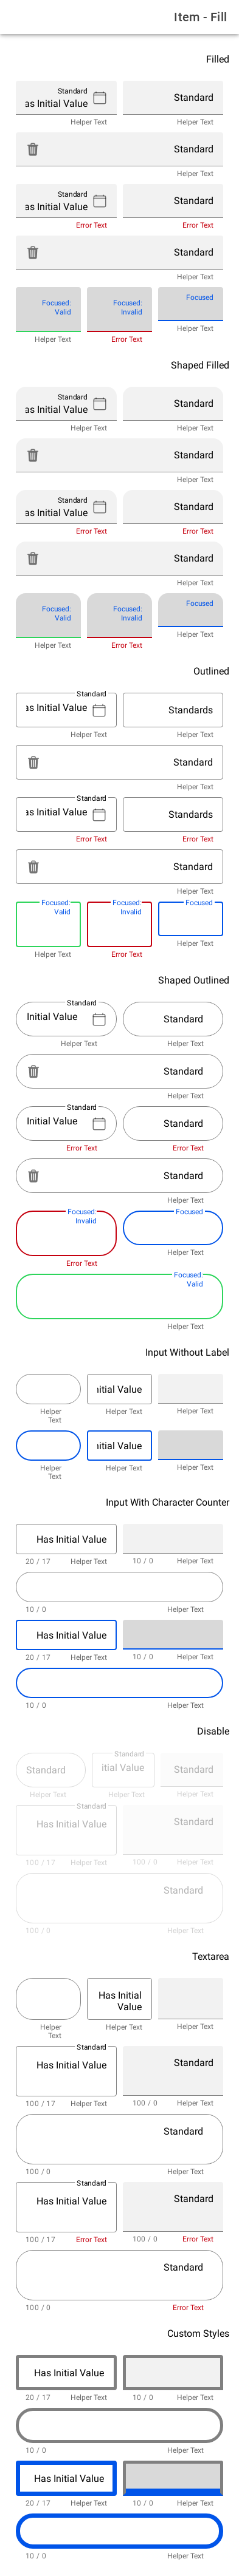 Item - Fill
Filled
Standard
as Initial Value
Standard
Helper Text
Helper Text
Standard
Helper Text
Standard
as Initial Value
Standard
Error Text
Error Text
Standard
Helper Text
Focused:
Valid
Focused:
Invalid
Focused
Helper Text
Error Text
Helper Text
Shaped Filled
Standard
as Initial Value
Standard
Helper Text
Helper Text
Standard
Helper Text
Standard
as Initial Value
Standard
Error Text
Error Text
Standard
Helper Text
Focused:
Valid
Focused:
Invalid
Focused
Helper Text
Error Text
Helper Text
Outlined
Standard
as Initial Value
Standards
Helper Text
Helper Text
Standard
Helper Text
Standard
as Initial Value
Standards
Error Text
Error Text
Standard
Helper Text
Focused:
Valid
Focused:
Invalid
Focused
Helper Text
Error Text
Helper Text
Shaped Outlined
Standard
Initial Value
Standard
Helper Text
Helper Text
Standard
Helper Text
Standard
Initial Value
Standard
Error Text
Error Text
Standard
Helper Text
Focused:
Invalid
Focused
Error Text
Helper Text
Focused:
Valid
Helper Text
Input Without Label
nitial Value
Helper
Text
Helper Text
Helper Text
nitial Value
Helper
Text
Helper Text
Helper Text
Input With Character Counter
Has Initial Value
20 / 17 Helper Text
10 / 0 Helper Text
10 / 0 Helper Text
Has Initial Value
20 / 17 Helper Text
10 / 0 Helper Text
10 / 0 Helper Text
Disable
Standard
Standard
itial Value
Standard
Helper Text
Helper Text
Helper Text
Standard
Has Initial Value
Standard
100 / 17 Helper Text
100 / 0 Helper Text
Standard
100 / 0 Helper Text
Textarea
Has Initial
Value
Helper
Text
Helper Text
Helper Text
Standard
Has Initial Value
Standard
100 / 17 Helper Text
100 / 0 Helper Text
Standard
100 / 0 Helper Text
Standard
Has Initial Value
Standard
100 / 17 Error Text
100 / 0 Error Text
Standard
100 / 0 Error Text
Custom Styles
Has Initial Value
20 / 17 Helper Text
10 / 0 Helper Text
10 / 0 Helper Text
Has Initial Value
20 / 17 Helper Text
10 / 0 Helper Text
10 / 0 Helper Text